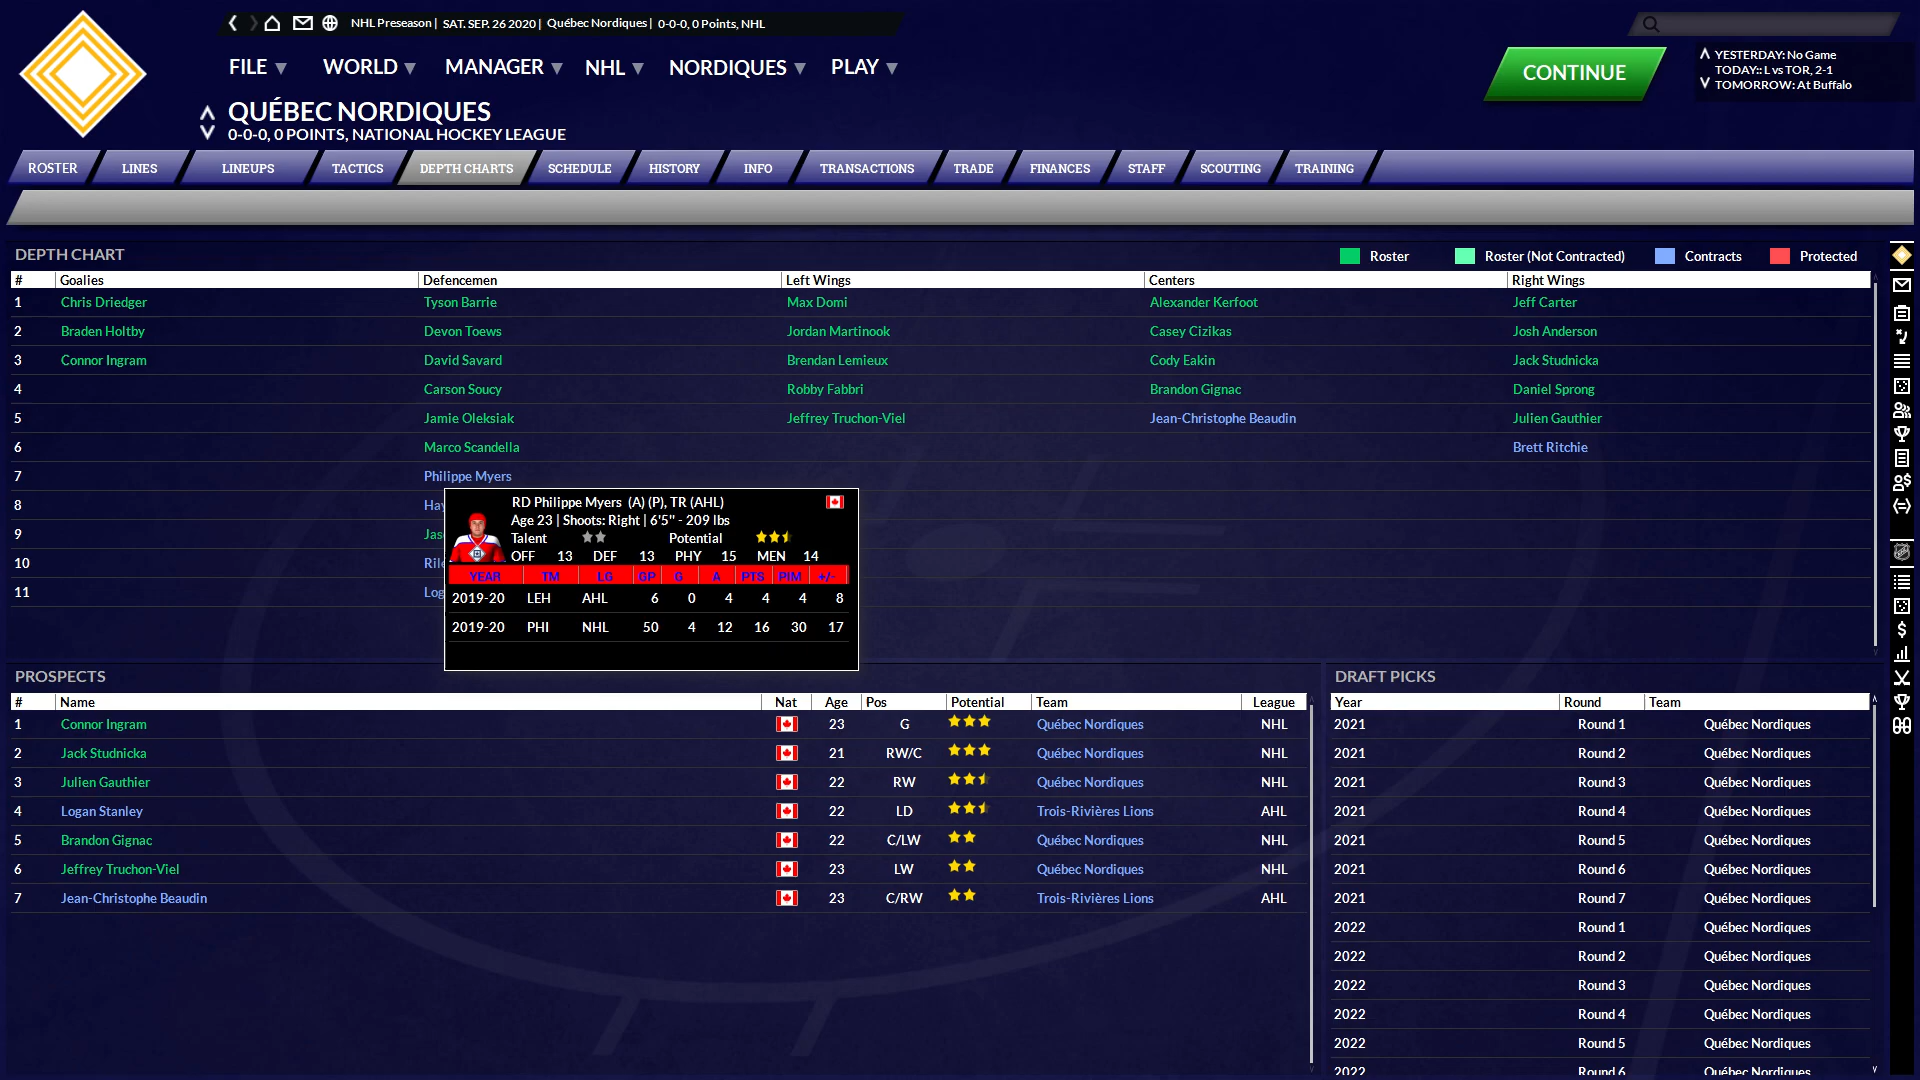 NHL Preseason | SAT. SEP. 26 2020 | Québec Nordiques | 0-0-0, 0 Points, NHL
FILE WORLD MANAGER NHL NORDIQUES PLAY
CONTINUE
YESTERDAY: No Game
TODAY:: L vs TOR, 2-1
TOMORROW: At Buffalo
QUÉBEC NORDIQUES
0-0-0, 0 POINTS, NATIONAL HOCKEY LEAGUE
ROSTER LINES LINEUPS TACTICS DEPTH CHARTS SCHEDULE HISTORY INFO TRANSACTIONS TRADE FINANCES STAFF SCOUTING TRAINING
DEPTH CHART Roster Roster (Not Contracted) Contracts Protected
# Goalies Defencemen Left Wings Centers Right Wings
1 Chris Driedger Tyson Barrie Max Domi Alexander Kerfoot Jeff Carter
2 Braden Holtby Devon Toews Jordan Martinook Casey Cizikas Josh Anderson
3 Connor Ingram David Savard Brendan Lemieux Cody Eakin Jack Studnicka
4 Carson Soucy Robby Fabbri Brandon Gignac Daniel Sprong
5 Jamie Oleksiak Jeffrey Truchon-Viel Jean-Christophe Beaudin Julien Gauthier
6 Marco Scandella Brett Ritchie
7 Philippe Myers
8 Hay
9 Jas
10 Rile
11 Log
RD Philippe Myers (A) (P), TR (AHL)
Age 23 | Shoots: Right | 6'5" - 209 lbs
Talent Potential
OFF 13 DEF 13 PHY 15 MEN 14
YEAR TM LG GP G A PTS PIM +/-
2019-20 LEH AHL 6 0 4 4 4 8
2019-20 PHI NHL 50 4 12 16 30 17
PROSPECTS
# Name Nat Age Pos Potential Team League
1 Connor Ingram 23 G Québec Nordiques NHL
2 Jack Studnicka 21 RW/C Québec Nordiques NHL
3 Julien Gauthier 22 RW Québec Nordiques NHL
4 Logan Stanley 22 LD Trois-Rivières Lions AHL
5 Brandon Gignac 22 C/LW Québec Nordiques NHL
6 Jeffrey Truchon-Viel 23 LW Québec Nordiques NHL
7 Jean-Christophe Beaudin 23 C/RW Trois-Rivières Lions AHL
DRAFT PICKS
Year Round Team
2021 Round 1 Québec Nordiques
2021 Round 2 Québec Nordiques
2021 Round 3 Québec Nordiques
2021 Round 4 Québec Nordiques
2021 Round 5 Québec Nordiques
2021 Round 6 Québec Nordiques
2021 Round 7 Québec Nordiques
2022 Round 1 Québec Nordiques
2022 Round 2 Québec Nordiques
2022 Round 3 Québec Nordiques
2022 Round 4 Québec Nordiques
2022 Round 5 Québec Nordiques
2022 Round 6 Québec Nordiques